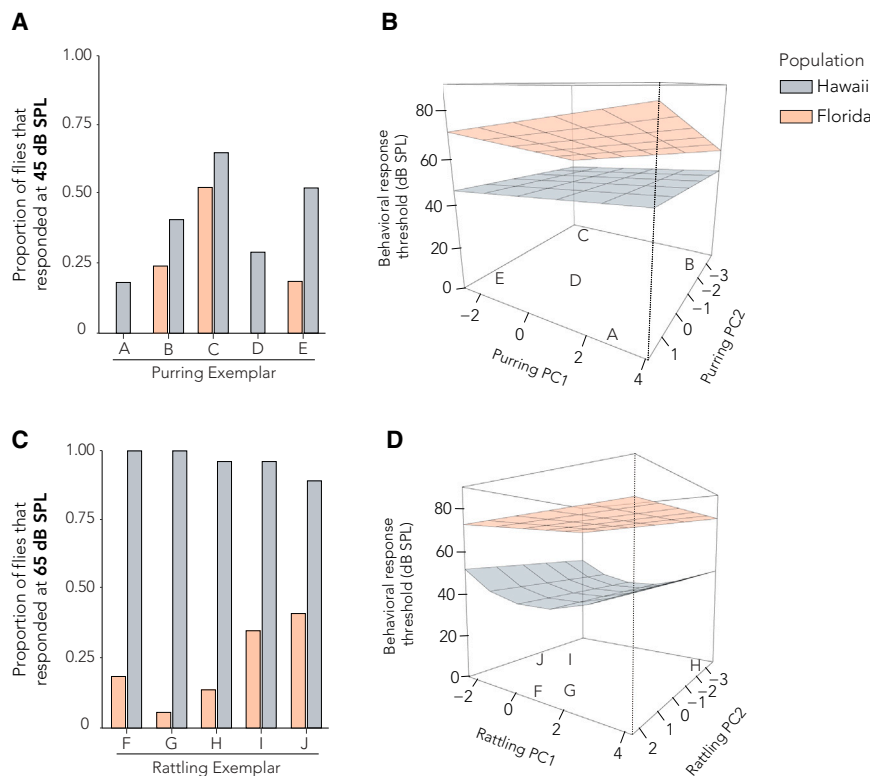 A
Proportion of flies that
responded at 45 dB SPL
1.00
0.75
0.50
0.25
0
A B C D E
Purring Exemplar
B
Behavioral response
threshold (dB SPL)
80
60
40
20
0
C
E
D
B
A
−2
0
2
4
Purring PC1
−3
−2
−1
0
1
Purring PC2
Population
Hawaii
Florida
C
Proportion of flies that
responded at 65 dB SPL
1.00
0.75
0.50
0.25
0
F G H I J
Rattling Exemplar
D
Behavioral response
threshold (dB SPL)
80
60
40
20
0
J I
H
F G
−2
0
2
4
Rattling PC1
−3
−2
−1
0
1
2
Rattling PC2